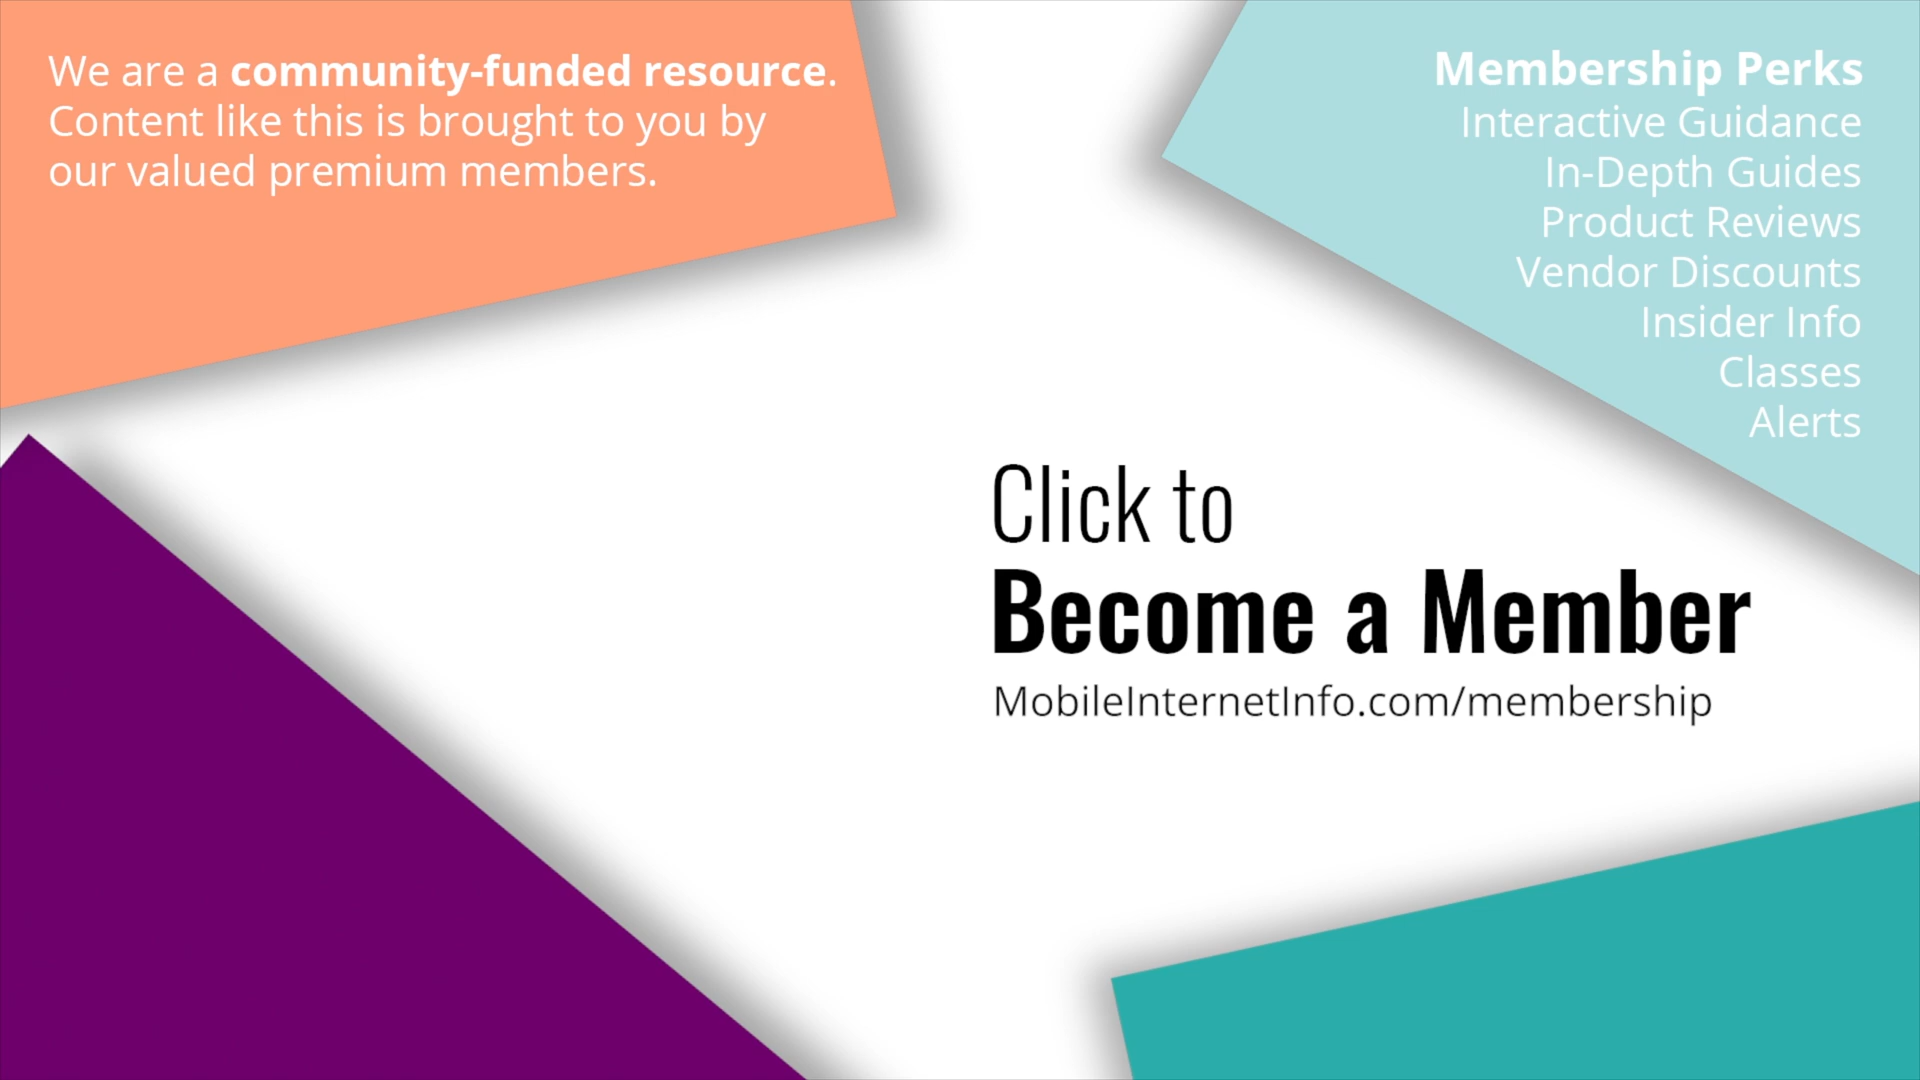 We are a community-funded resource.
Content like this is brought to you by
our valued premium members.
Membership Perks
Interactive Guidance
In-Depth Guides
Product Reviews
Vendor Discounts
Insider Info
Classes
Alerts
Click to
Become a Member
MobileInternetInfo.com/membership